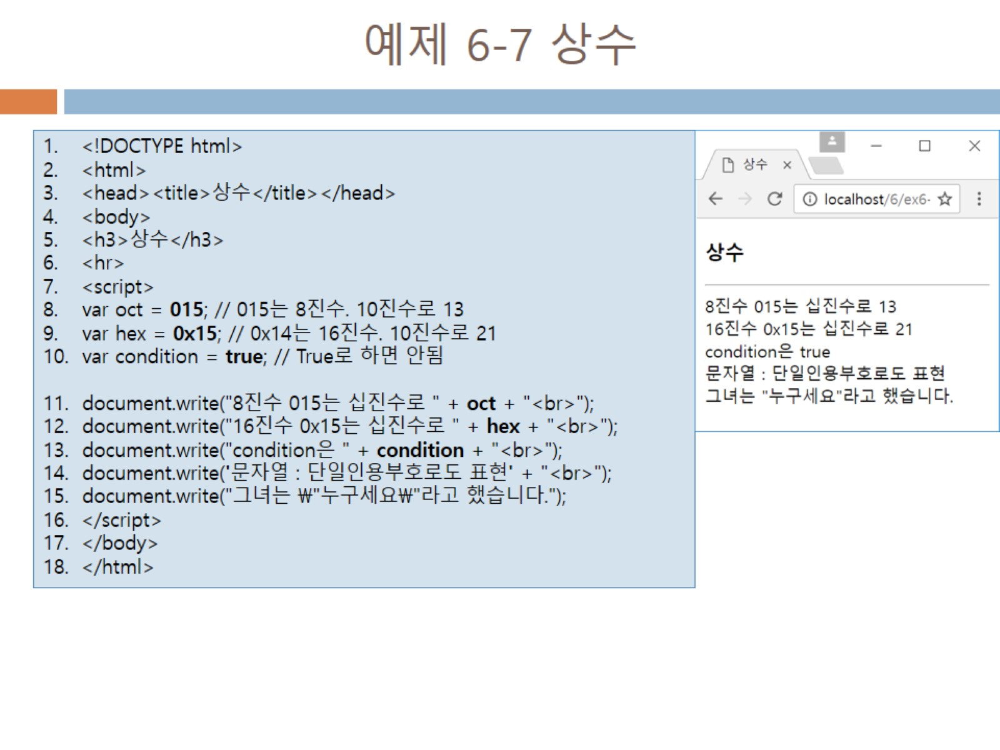 예제 6-7 상수
1. <!DOCTYPE html>
2. <html>
3. <head><title>상수</title></head>
4. <body>
5. <h3>상수</h3>
6. <hr>
7. <script>
8. var oct = 015; // 015는 8진수. 10진수로 13
9. var hex = 0x15; // 0x14는 16진수. 10진수로 21
10. var condition = true; // True로 하면 안됨
11. document.write("8진수 015는 십진수로 " + oct + "<br>");
12. document.write("16진수 0x15는 십진수로 " + hex + "<br>");
13. document.write("condition은 " + condition + "<br>");
14. document.write('문자열 : 단일인용부호로도 표현' + "<br>");
15. document.write("그녀는 ₩"누구세요₩"라고 했습니다.");
16. </script>
17. </body>
18. </html>
상수
localhost/6/ex6-
상수
8진수 015는 십진수로 13
16진수 0x15는 십진수로 21
condition은 true
문자열 : 단일인용부호로도 표현
그녀는 "누구세요"라고 했습니다.